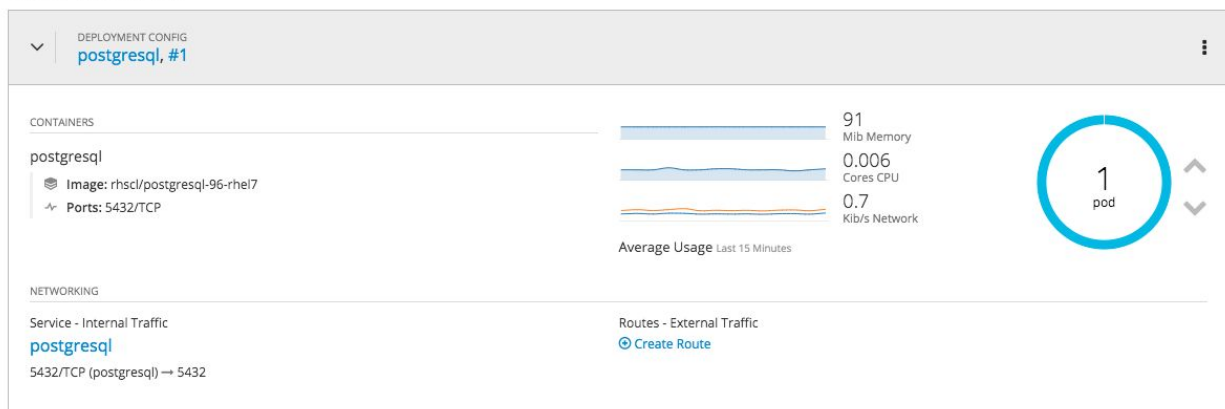 DEPLOYMENT CONFIG
postgresql, #1
CONTAINERS
postgresql
Image: rhscl/postgresql-96-rhel7
Ports: 5432/TCP
91
Mib Memory
0.006
Cores CPU
0.7
Kib/s Network
Average Usage Last 15 Minutes
1
pod
NETWORKING
Service - Internal Traffic
postgresql
5432/TCP (postgresql) → 5432
Routes - External Traffic
Create Route